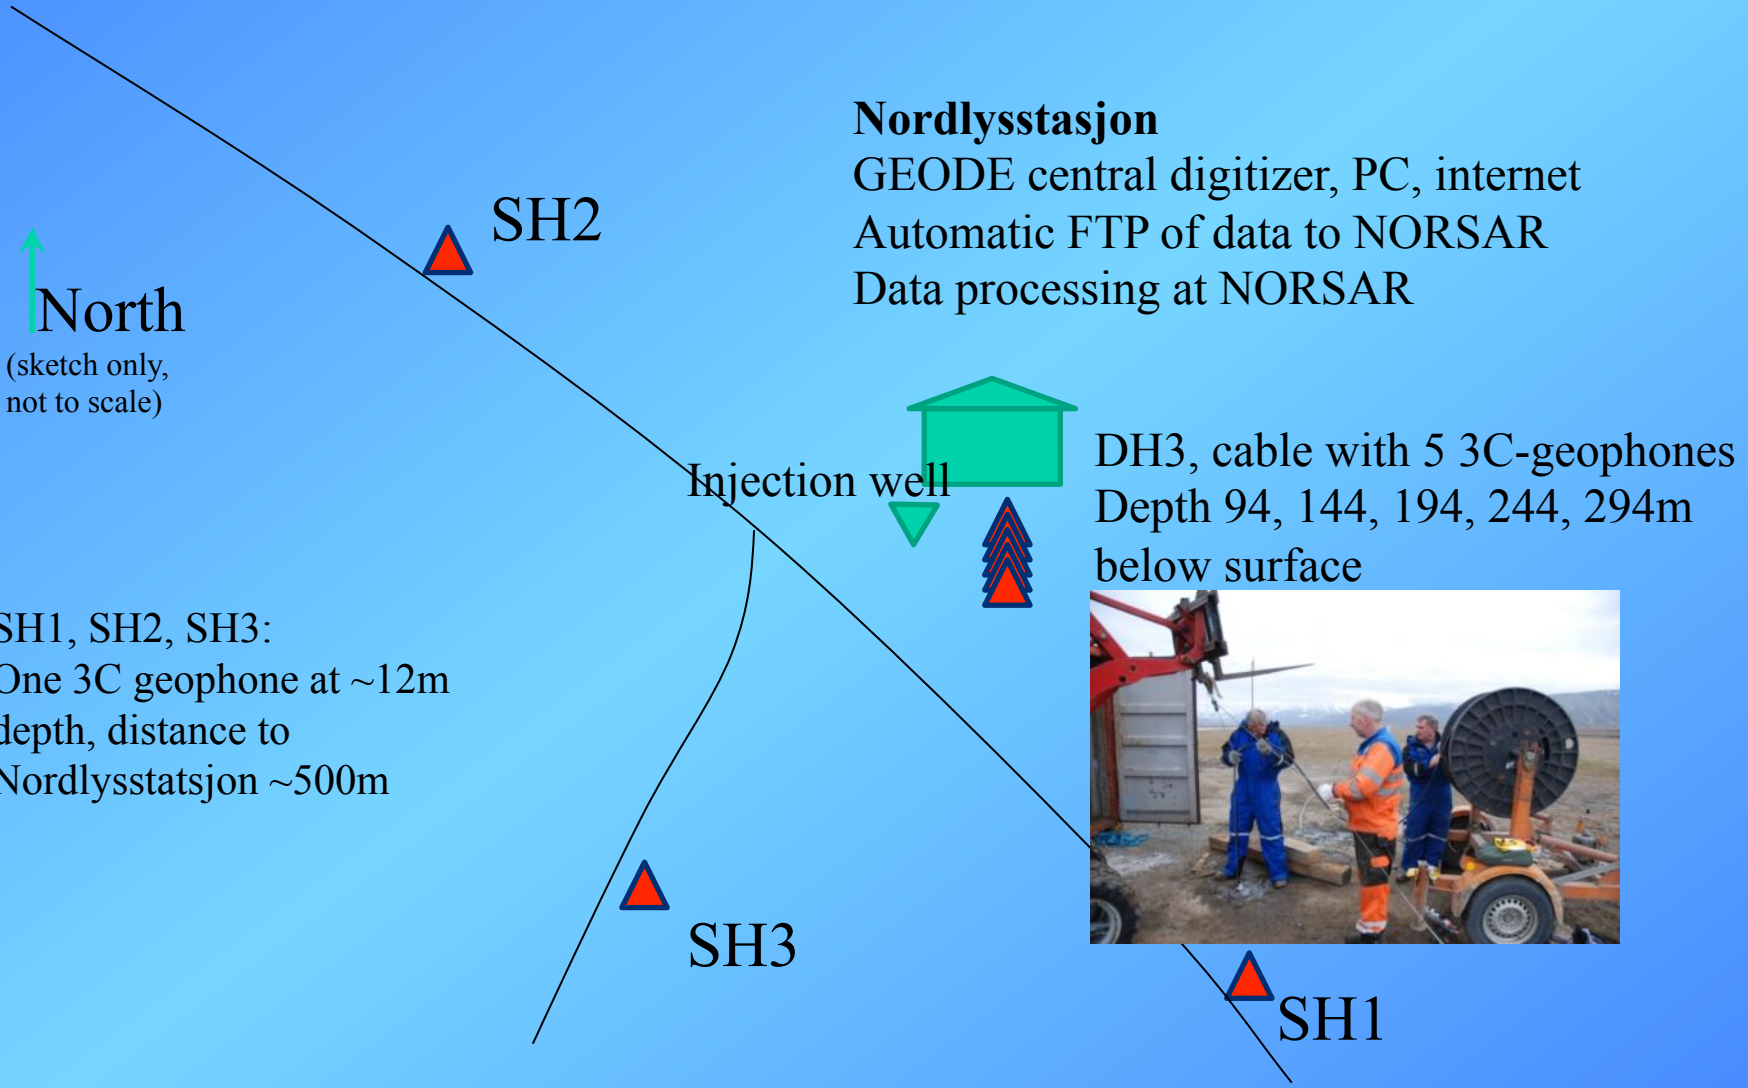 Nordlysstasjon
GEODE central digitizer, PC, internet
Automatic FTP of data to NORSAR
Data processing at NORSAR
SH2
North
(sketch only,
not to scale)
Injection well
DH3, cable with 5 3C-geophones
Depth 94, 144, 194, 244, 294m
below surface
SH1, SH2, SH3:
One 3C geophone at ~12m
depth, distance to
Nordlysstatsjon ~500m
SH3
SH1